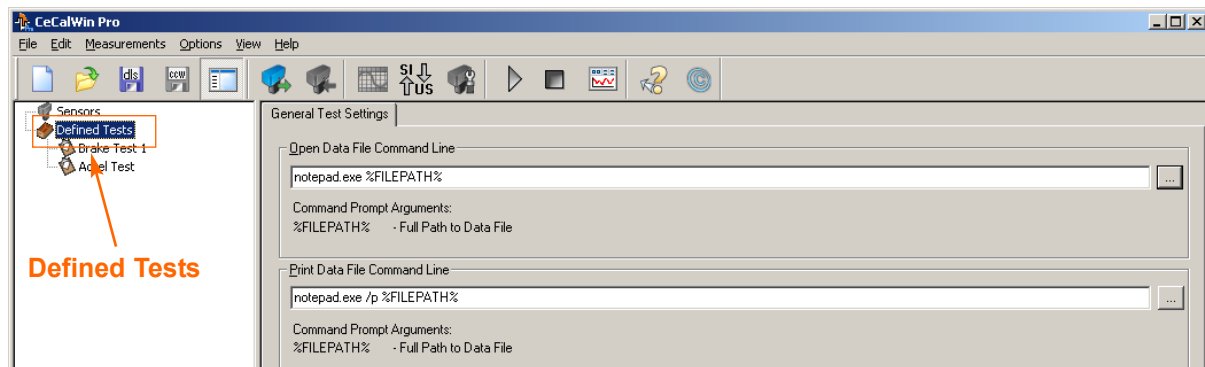 CeCalWin Pro
File Edit Measurements Options View Help
dls
ccw
SI
US
Sensors
Defined Tests
Brake Test 1
Accel Test
Defined Tests
General Test Settings
Open Data File Command Line
notepad.exe %FILEPATH%
...
Command Prompt Arguments:
%FILEPATH% - Full Path to Data File
Print Data File Command Line
notepad.exe /p %FILEPATH%
...
Command Prompt Arguments:
%FILEPATH% - Full Path to Data File